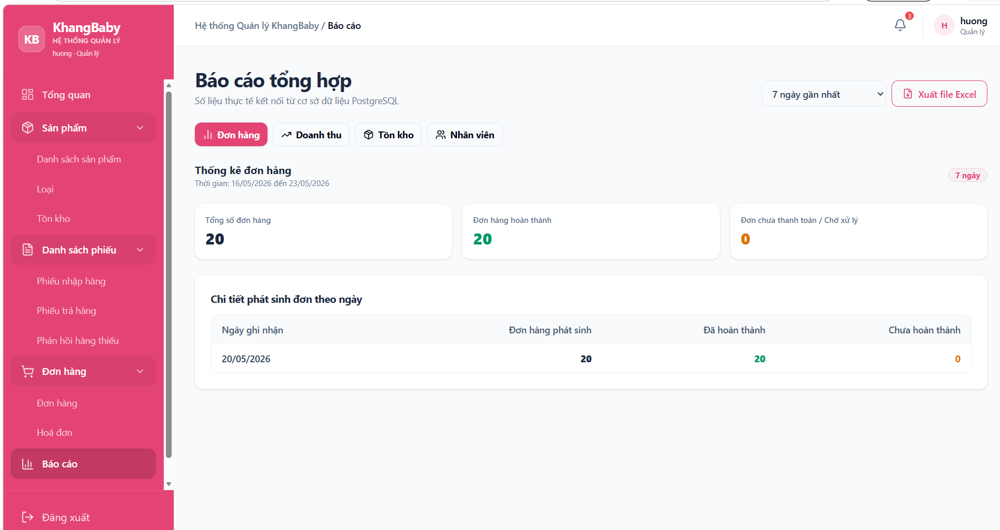 KB
KhangBaby
HỆ THỐNG QUẢN LÝ
huong · Quản lý
Tổng quan
Sản phẩm
Danh sách sản phẩm
Loại
Tồn kho
Danh sách phiếu
Phiếu nhập hàng
Phiếu trả hàng
Phản hồi hàng thiếu
Đơn hàng
Đơn hàng
Hoá đơn
Báo cáo
Đăng xuất
Hệ thống Quản lý KhangBaby / Báo cáo
3
H
huong
Quản lý
Báo cáo tổng hợp
Số liệu thực tế kết nối từ cơ sở dữ liệu PostgreSQL
7 ngày gần nhất
Xuất file Excel
Đơn hàng
Doanh thu
Tồn kho
Nhân viên
Thống kê đơn hàng
Thời gian: 16/05/2026 đến 23/05/2026
7 ngày
Tổng số đơn hàng
20
Đơn hàng hoàn thành
20
Đơn chưa thanh toán / Chờ xử lý
0
Chi tiết phát sinh đơn theo ngày
Ngày ghi nhận Đơn hàng phát sinh Đã hoàn thành Chưa hoàn thành
20/05/2026 20 20 0